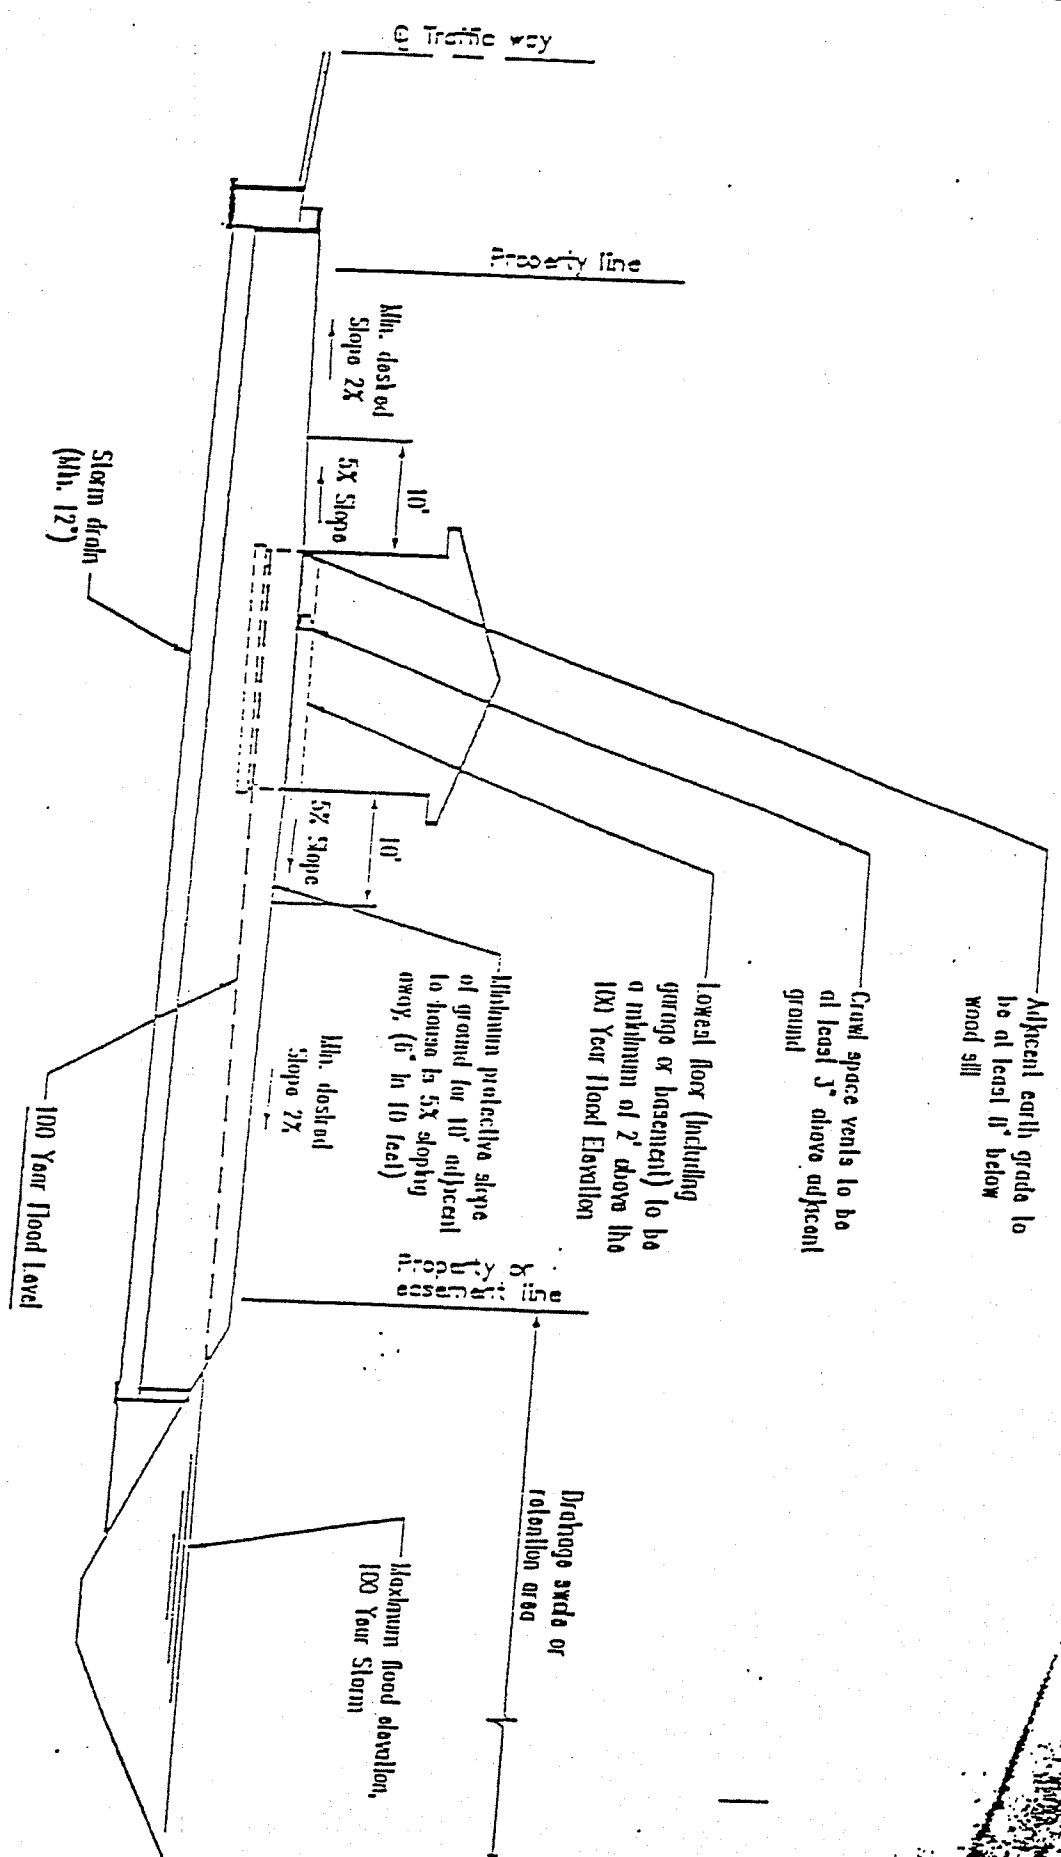 ℄ Traffic way
Property line
Min. desired
Slope 2%
10'
5% Slope
Storm drain
(Min. 12")
10'
5% Slope
Adjacent earth grade to
be at least 8" below
wood sill
Crawl space vents to be
at least 3" above adjacent
ground
Lowest floor (including
garage or basement) to be
a minimum of 2' above the
100 Year Flood Elevation
Minimum protective slope
of ground for 10' adjacent
to house is 5% sloping
away. (6" in 10 feet)
Min. desired
Slope 2%
100 Year Flood Level
Property or
easement line
Drainage swale or
retention area
Maximum flood elevation,
100 Year Storm